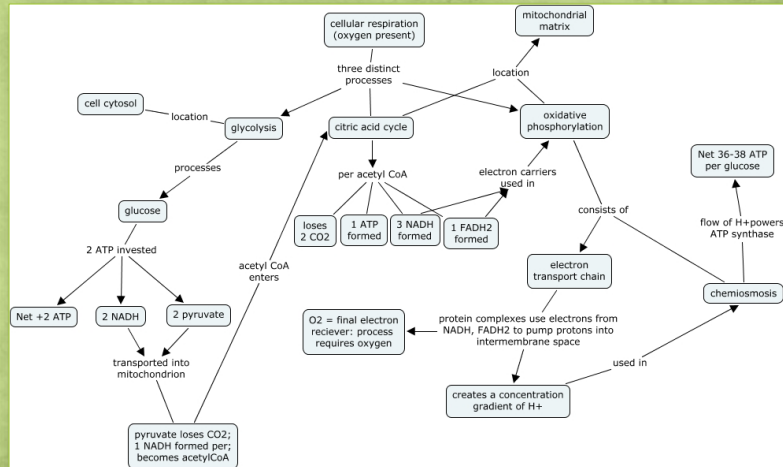 cellular respiration
(oxygen present)
mitochondrial
matrix
three distinct
processes
location
cell cytosol
location
glycolysis
citric acid cycle
oxidative
phosphorylation
processes
per acetyl CoA
electron carriers
used in
Net 36-38 ATP
per glucose
glucose
loses
2 CO2
1 ATP
formed
3 NADH
formed
1 FADH2
formed
consists of
flow of H+powers
ATP synthase
2 ATP invested
acetyl CoA
enters
electron
transport chain
chemiosmosis
Net +2 ATP
2 NADH
2 pyruvate
O2 = final electron
reciever: process
requires oxygen
protein complexes use electrons from
NADH, FADH2 to pump protons into
intermembrane space
transported into
mitochondrion
used in
creates a concentration
gradient of H+
pyruvate loses CO2;
1 NADH formed per;
becomes acetylCoA